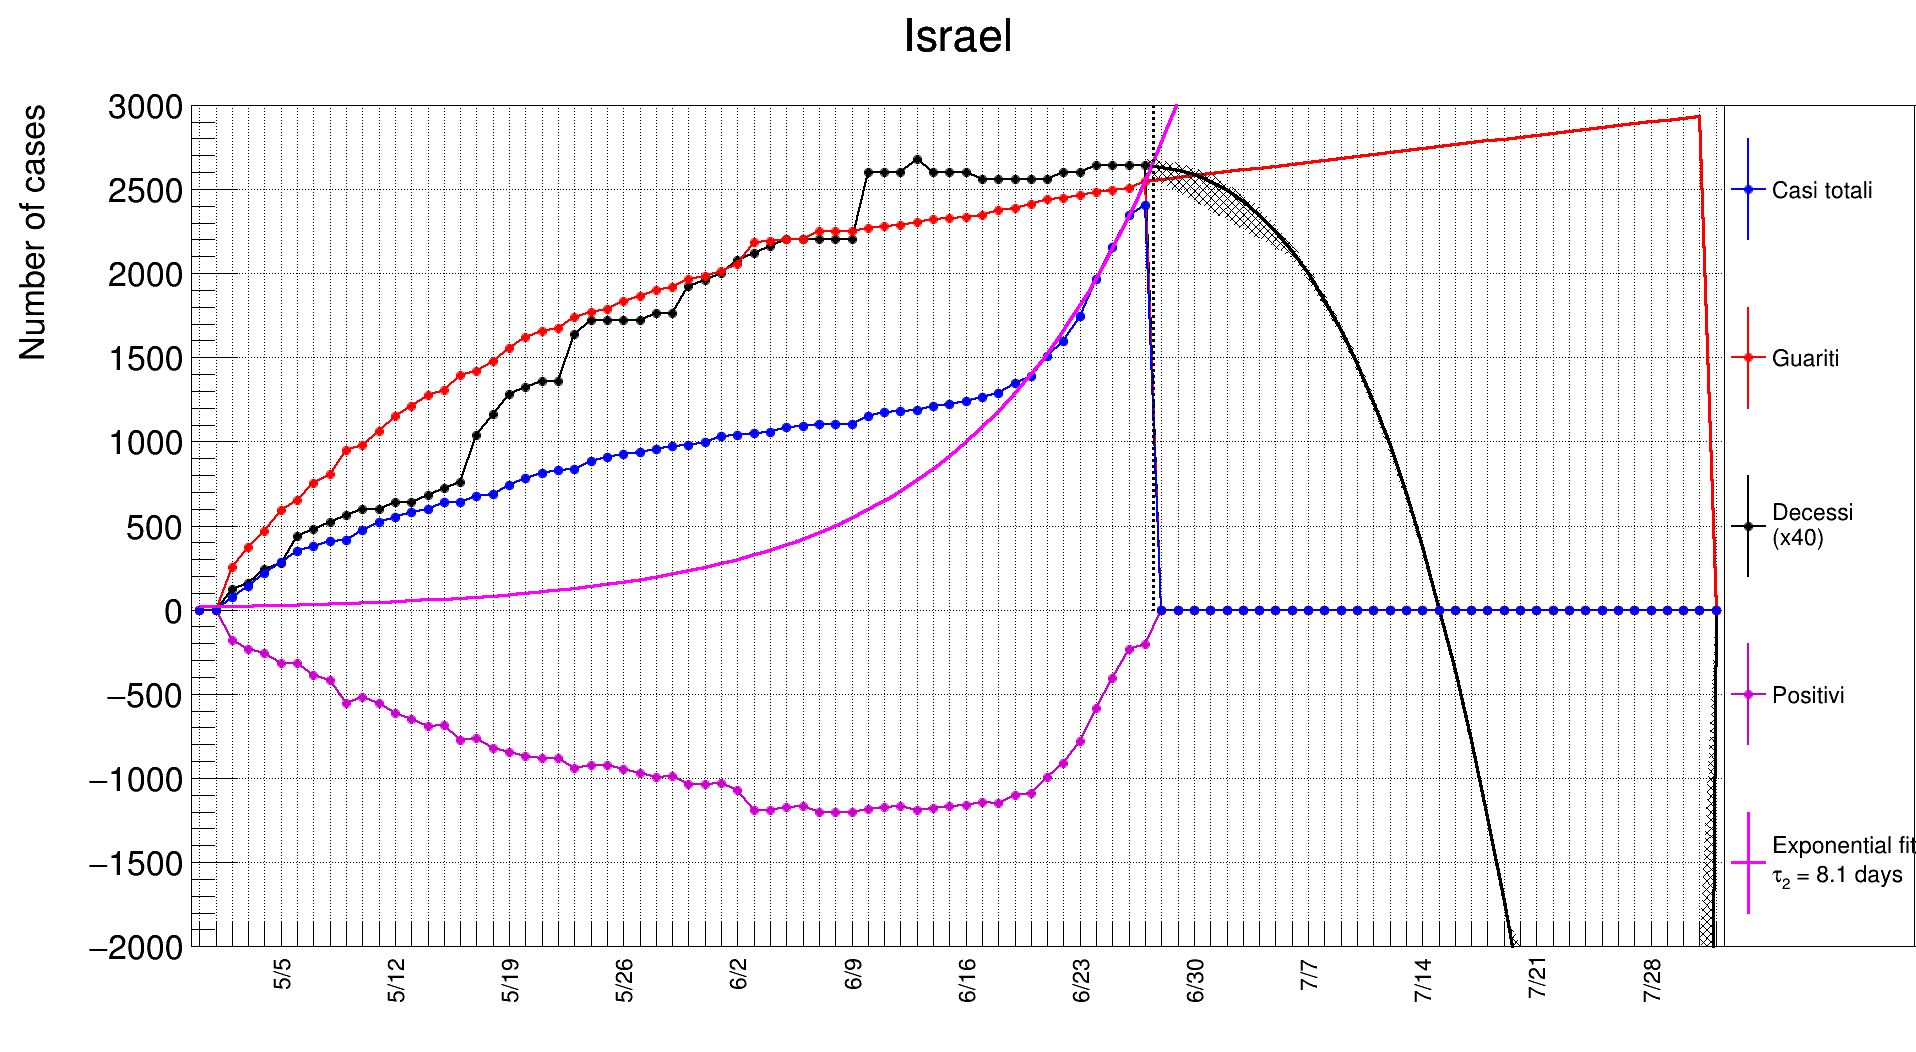 Israel
Number of cases
3000
2500
2000
1500
1000
500
0
−500
−1000
−1500
−2000
5/5
5/12
5/19
5/26
6/2
6/9
6/16
6/23
6/30
7/7
7/14
7/21
7/28
Casi totali
Guariti
Decessi
(x40)
Positivi
Exponential fit
τ₂ = 8.1 days